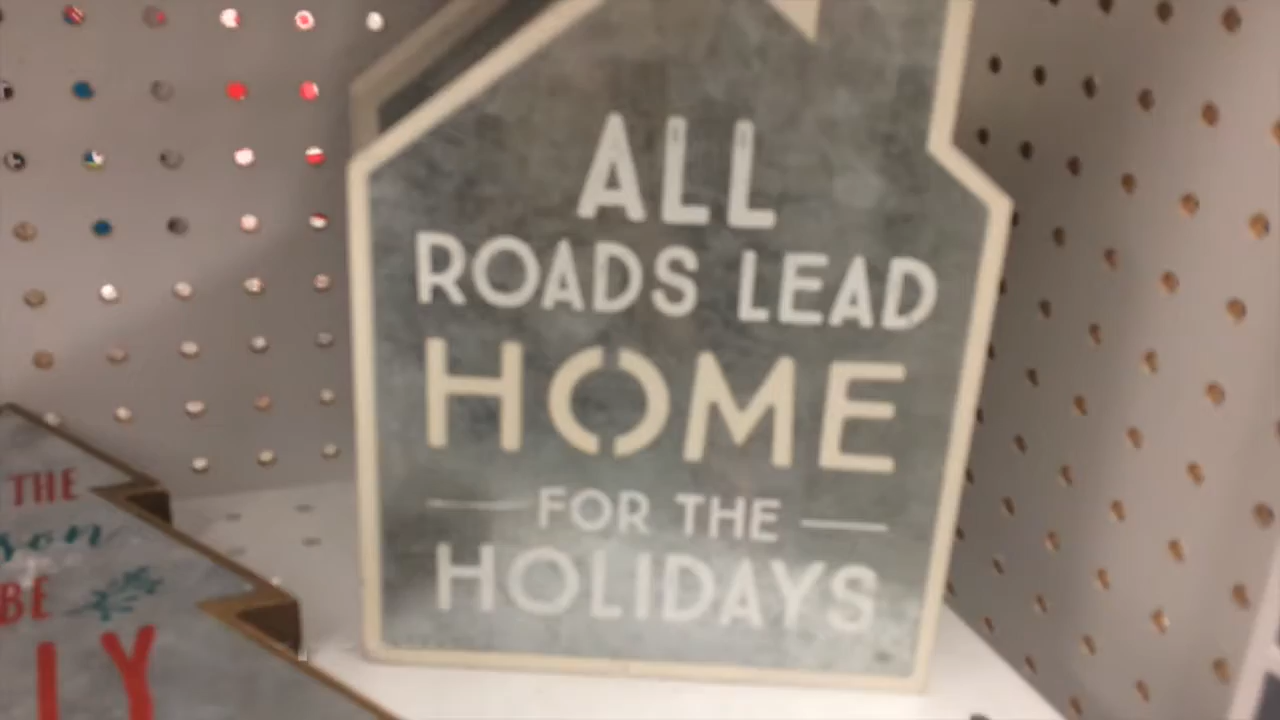 ALL
ROADS LEAD
HOME
FOR THE
HOLIDAYS
THE
BE